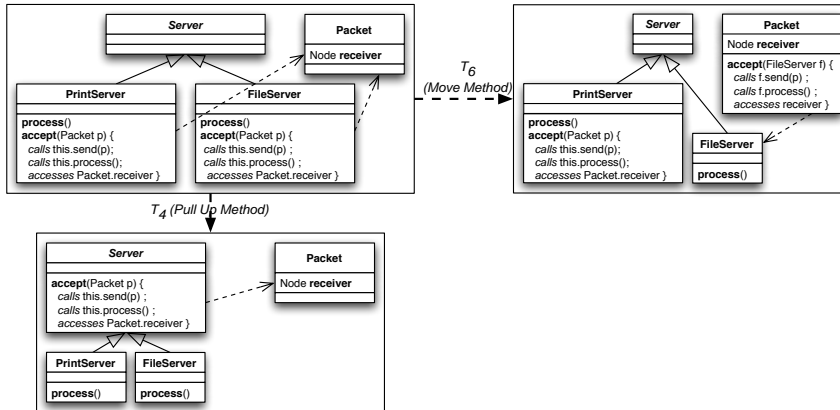 Server
Packet
Node receiver
PrintServer
process()
accept(Packet p) {
calls this.send(p);
calls this.process();
accesses Packet.receiver }
FileServer
process()
accept(Packet p) {
calls this.send(p) ;
calls this.process() ;
accesses Packet.receiver }
T6
(Move Method)
Server
Packet
Node receiver
accept(FileServer f) {
calls f.send(p) ;
calls f.process() ;
accesses receiver }
PrintServer
process()
accept(Packet p) {
calls this.send(p);
calls this.process();
accesses Packet.receiver }
FileServer
process()
T4 (Pull Up Method)
Server
accept(Packet p) {
calls this.send(p) ;
calls this.process() ;
accesses Packet.receiver }
Packet
Node receiver
PrintServer
process()
FileServer
process()